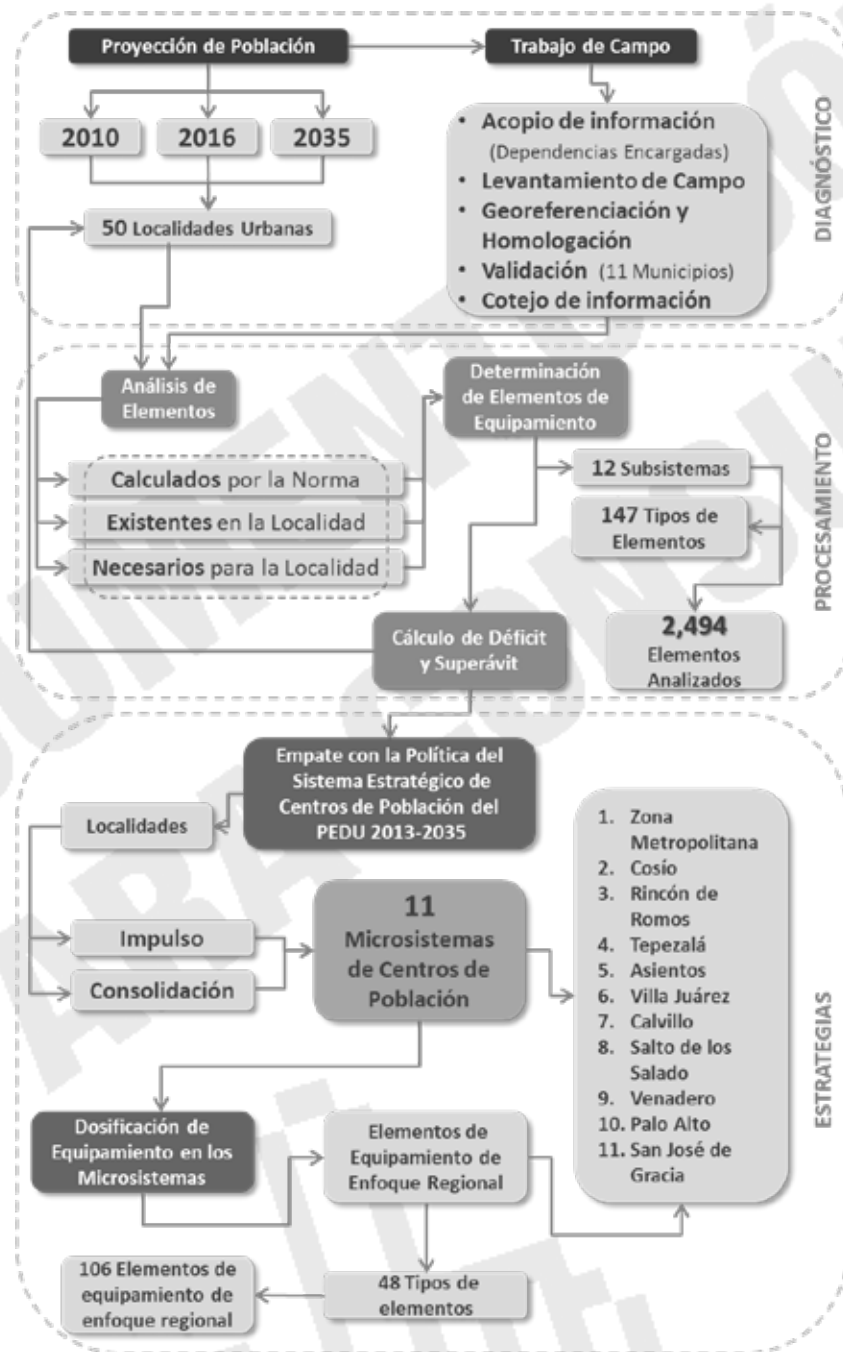 Proyección de Población
Trabajo de Campo
2010
2016
2035
50 Localidades Urbanas
• Acopio de información
(Dependencias Encargadas)
• Levantamiento de Campo
• Georeferenciación y
Homologación
• Validación (11 Municipios)
• Cotejo de información
DIAGNÓSTICO
Análisis de
Elementos
Determinación
de Elementos de
Equipamiento
Calculados por la Norma
Existentes en la Localidad
Necesarios para la Localidad
12 Subsistemas
147 Tipos de
Elementos
2,494
Elementos
Analizados
Cálculo de Déficit
y Superávit
PROCESAMIENTO
Empate con la Política del
Sistema Estratégico de
Centros de Población del
PEDU 2013-2035
Localidades
Impulso
Consolidación
11
Microsistemas
de Centros de
Población
1. Zona
Metropolitana
2. Cosío
3. Rincón de
Romos
4. Tepezalá
5. Asientos
6. Villa Juárez
7. Calvillo
8. Salto de los
Salado
9. Venadero
10. Palo Alto
11. San José de
Gracia
Dosificación de
Equipamiento en los
Microsistemas
Elementos de
Equipamiento de
Enfoque Regional
106 Elementos de
equipamiento de
enfoque regional
48 Tipos de
elementos
ESTRATEGIAS